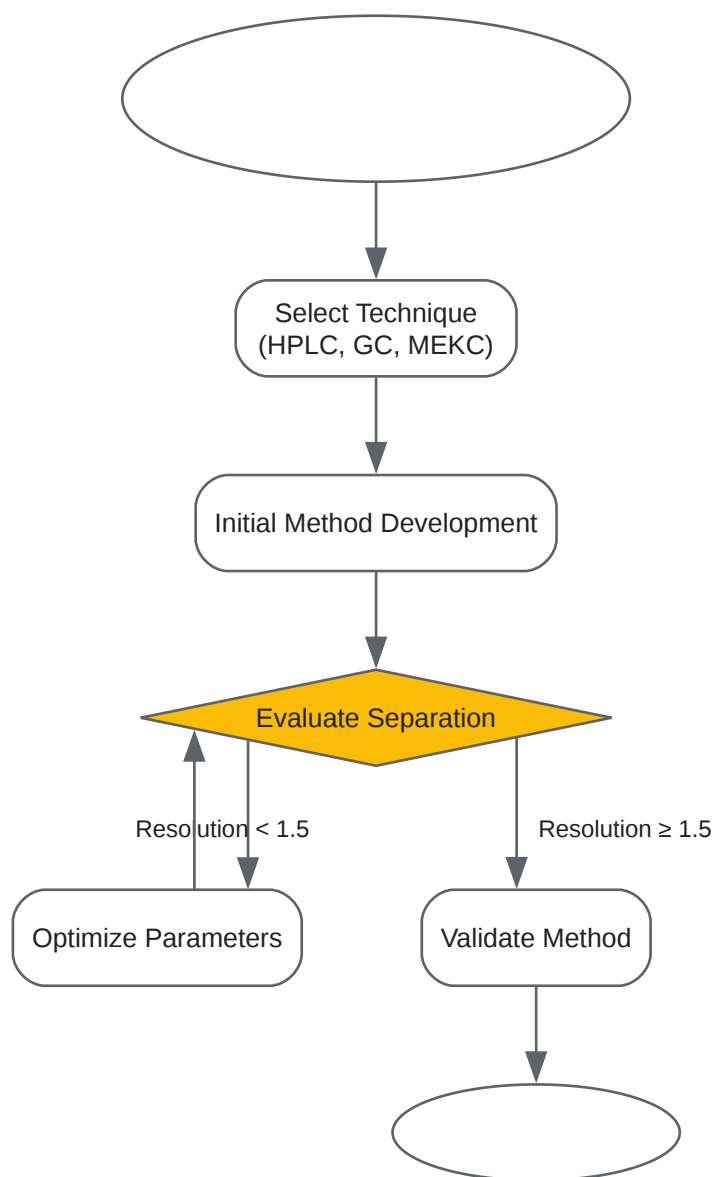 Select Technique
(HPLC, GC, MEKC)
Initial Method Development
Evaluate Separation
Resolution < 1.5
Resolution ≥ 1.5
Optimize Parameters
Validate Method